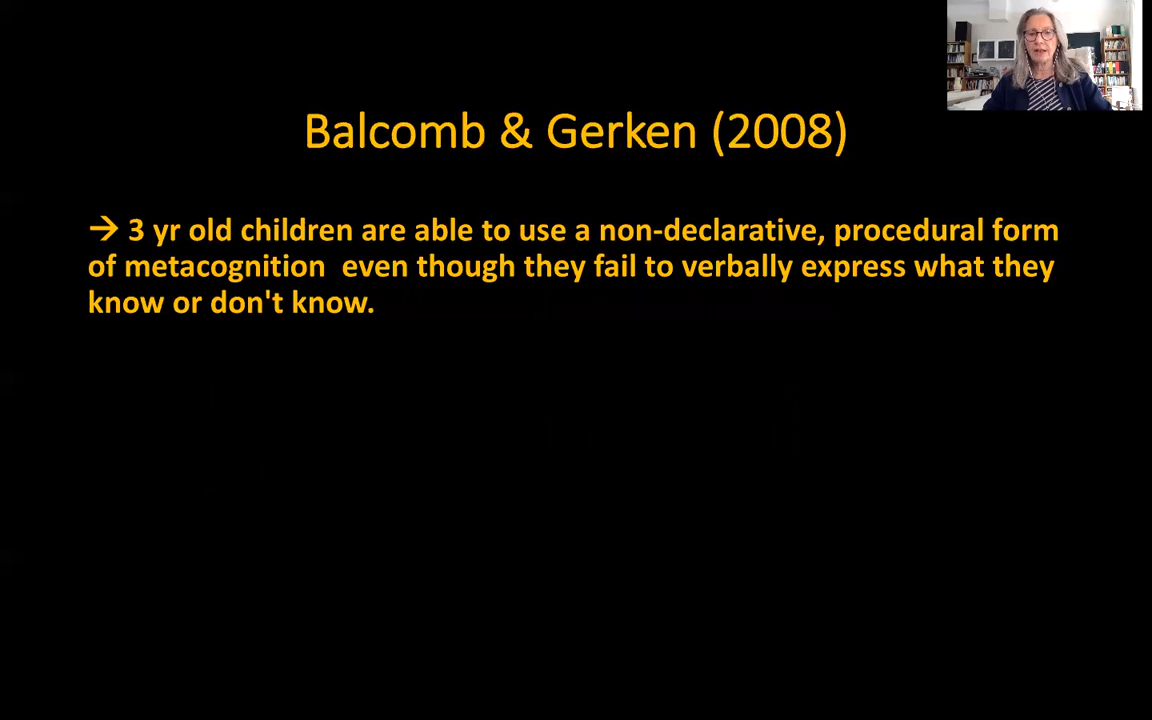 Balcomb & Gerken (2008)
→ 3 yr old children are able to use a non-declarative, procedural form
of metacognition  even though they fail to verbally express what they
know or don't know.